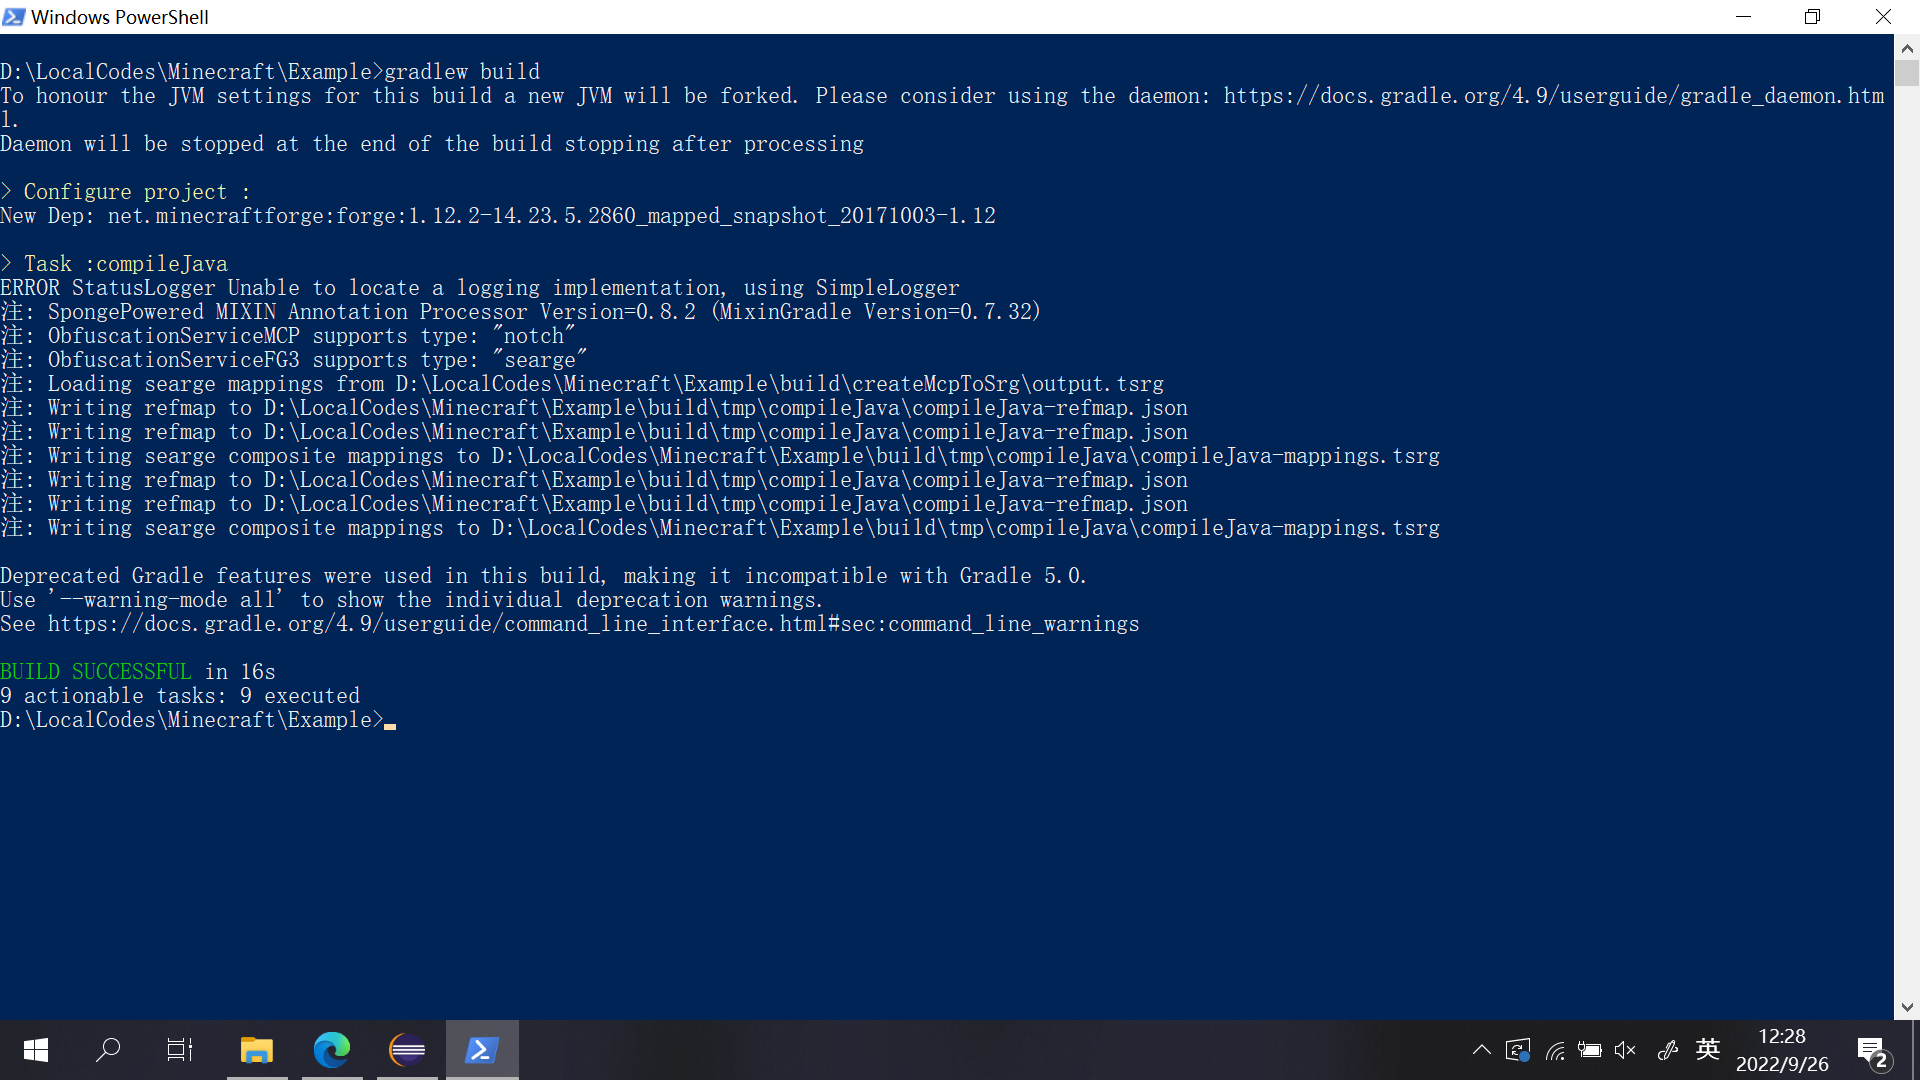 Windows PowerShell
D:\LocalCodes\Minecraft\Example>gradlew build
To honour the JVM settings for this build a new JVM will be forked. Please consider using the daemon: https://docs.gradle.org/4.9/userguide/gradle_daemon.htm
l.
Daemon will be stopped at the end of the build stopping after processing
> Configure project :
New Dep: net.minecraftforge:forge:1.12.2-14.23.5.2860_mapped_snapshot_20171003-1.12
> Task :compileJava
ERROR StatusLogger Unable to locate a logging implementation, using SimpleLogger
注: SpongePowered MIXIN Annotation Processor Version=0.8.2 (MixinGradle Version=0.7.32)
注: ObfuscationServiceMCP supports type: "notch"
注: ObfuscationServiceFG3 supports type: "searge"
注: Loading searge mappings from D:\LocalCodes\Minecraft\Example\build\createMcpToSrg\output.tsrg
注: Writing refmap to D:\LocalCodes\Minecraft\Example\build\tmp\compileJava\compileJava-refmap.json
注: Writing refmap to D:\LocalCodes\Minecraft\Example\build\tmp\compileJava\compileJava-refmap.json
注: Writing searge composite mappings to D:\LocalCodes\Minecraft\Example\build\tmp\compileJava\compileJava-mappings.tsrg
注: Writing refmap to D:\LocalCodes\Minecraft\Example\build\tmp\compileJava\compileJava-refmap.json
注: Writing refmap to D:\LocalCodes\Minecraft\Example\build\tmp\compileJava\compileJava-refmap.json
注: Writing searge composite mappings to D:\LocalCodes\Minecraft\Example\build\tmp\compileJava\compileJava-mappings.tsrg
Deprecated Gradle features were used in this build, making it incompatible with Gradle 5.0.
Use '--warning-mode all' to show the individual deprecation warnings.
See https://docs.gradle.org/4.9/userguide/command_line_interface.html#sec:command_line_warnings
BUILD SUCCESSFUL in 16s
9 actionable tasks: 9 executed
D:\LocalCodes\Minecraft\Example>
英
12:28
2022/9/26
2